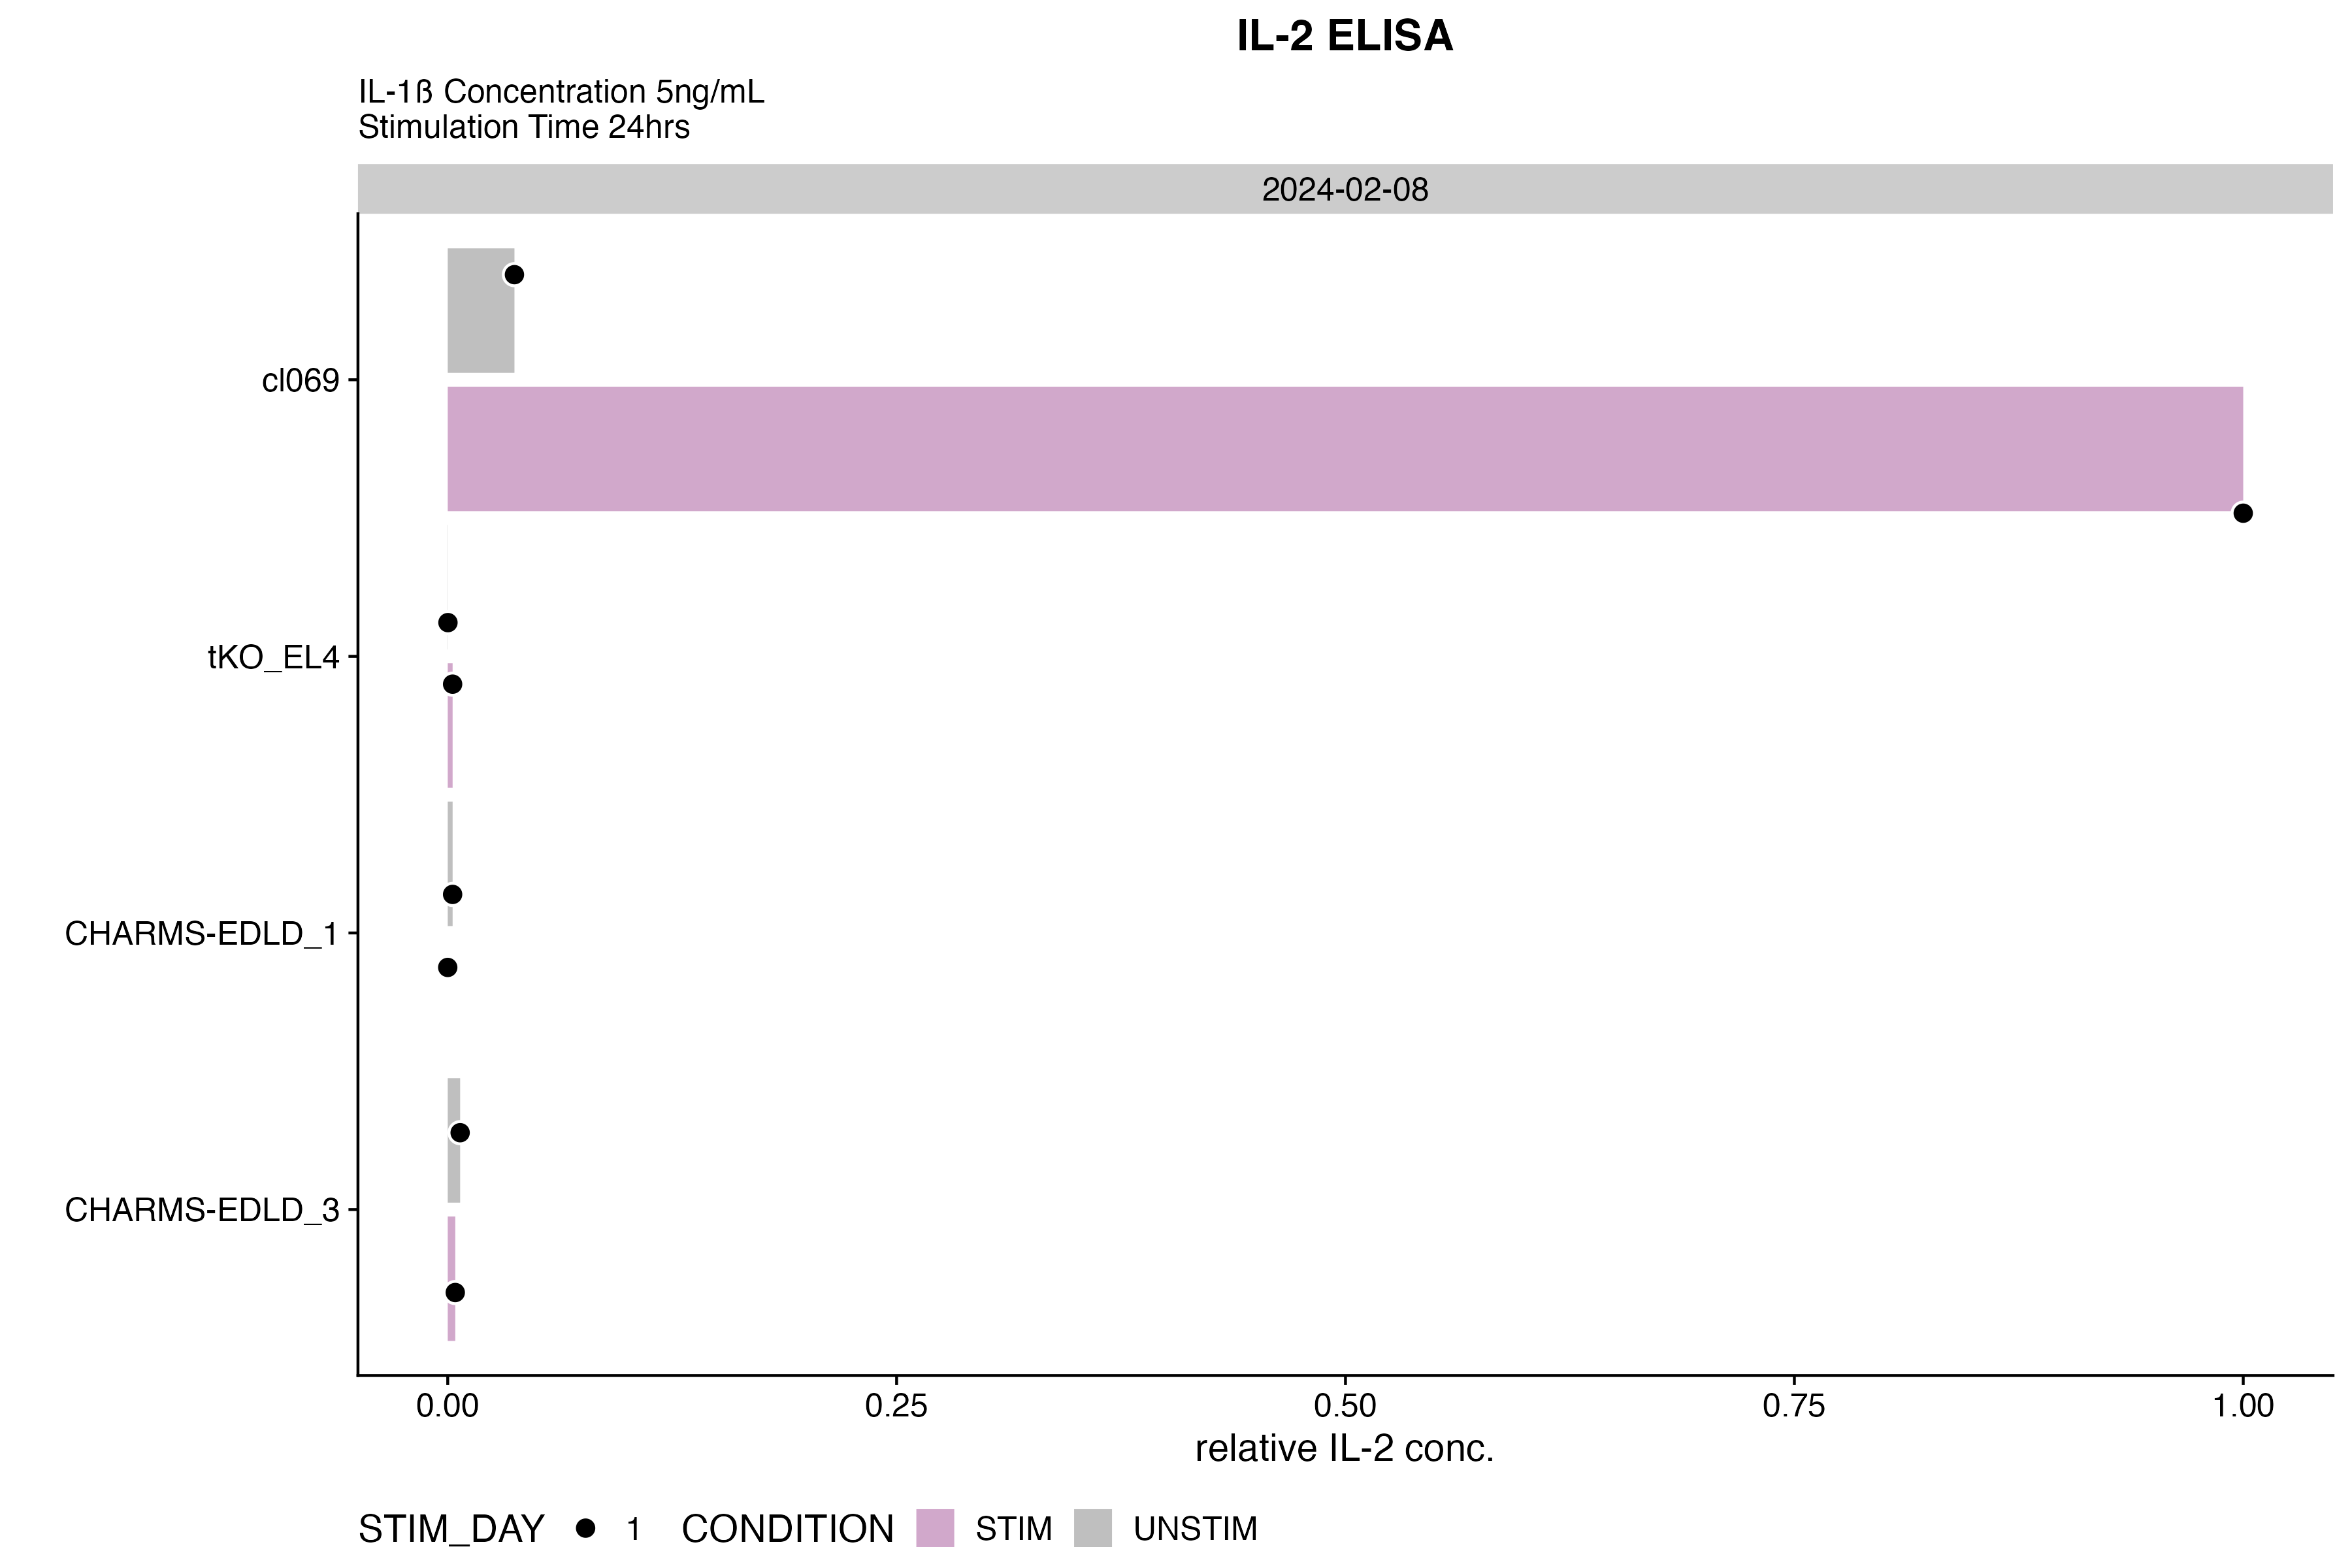 IL-2 ELISA
IL-1ß Concentration 5ng/mL
Stimulation Time 24hrs
2024-02-08
cl069
tKO_EL4
CHARMS-EDLD_1
CHARMS-EDLD_3
0.00 0.25 0.50 0.75 1.00
relative IL-2 conc.
STIM_DAY 1 CONDITION STIM UNSTIM